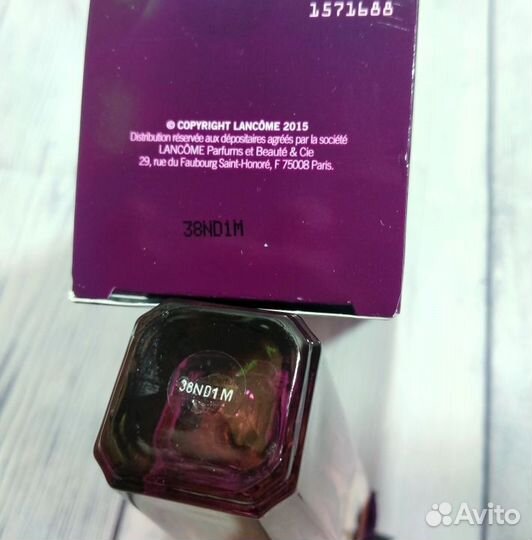 1571688
© COPYRIGHT LANCÔME 2015
Distribution réservée aux dépositaires agréés par la société
LANCÔME Parfums et Beauté & Cie
29, rue du Faubourg Saint-Honoré, F 75008 Paris.
38ND1M
38ND1M
Avito